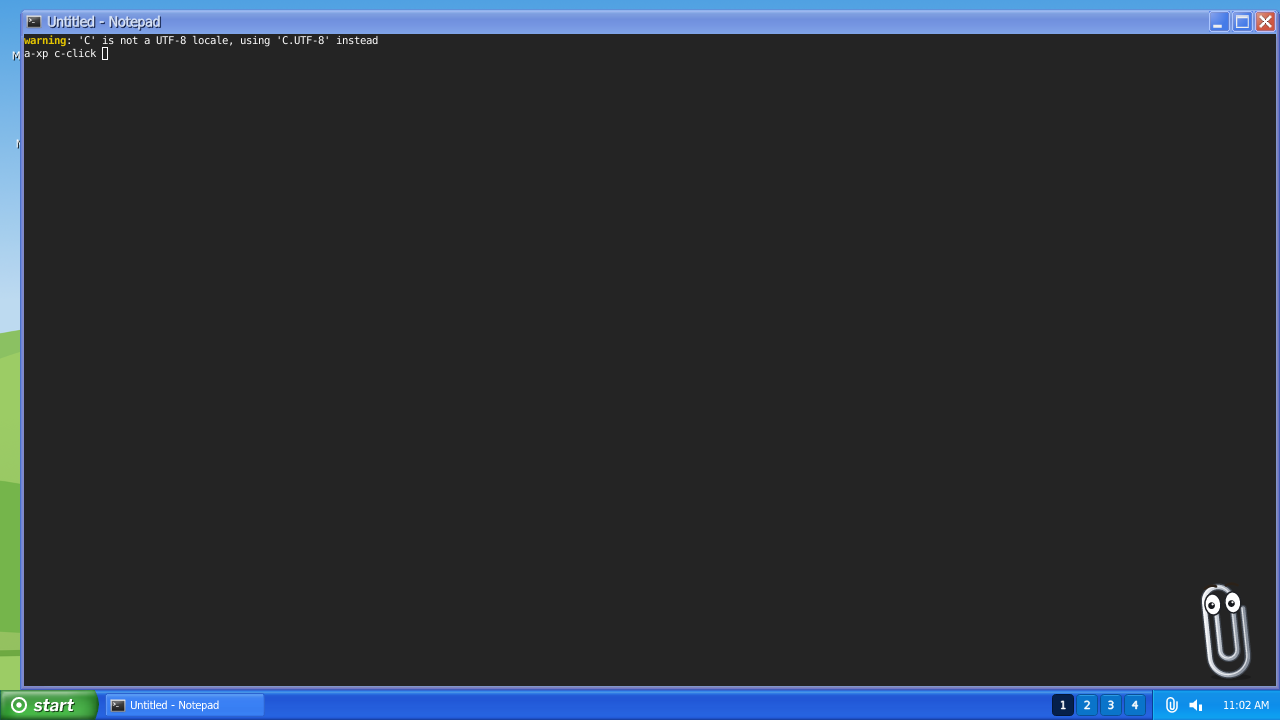 Untitled - Notepad
warning: 'C' is not a UTF-8 locale, using 'C.UTF-8' instead
a-xp c-click
start
Untitled - Notepad
1 2 3 4
11:02 AM